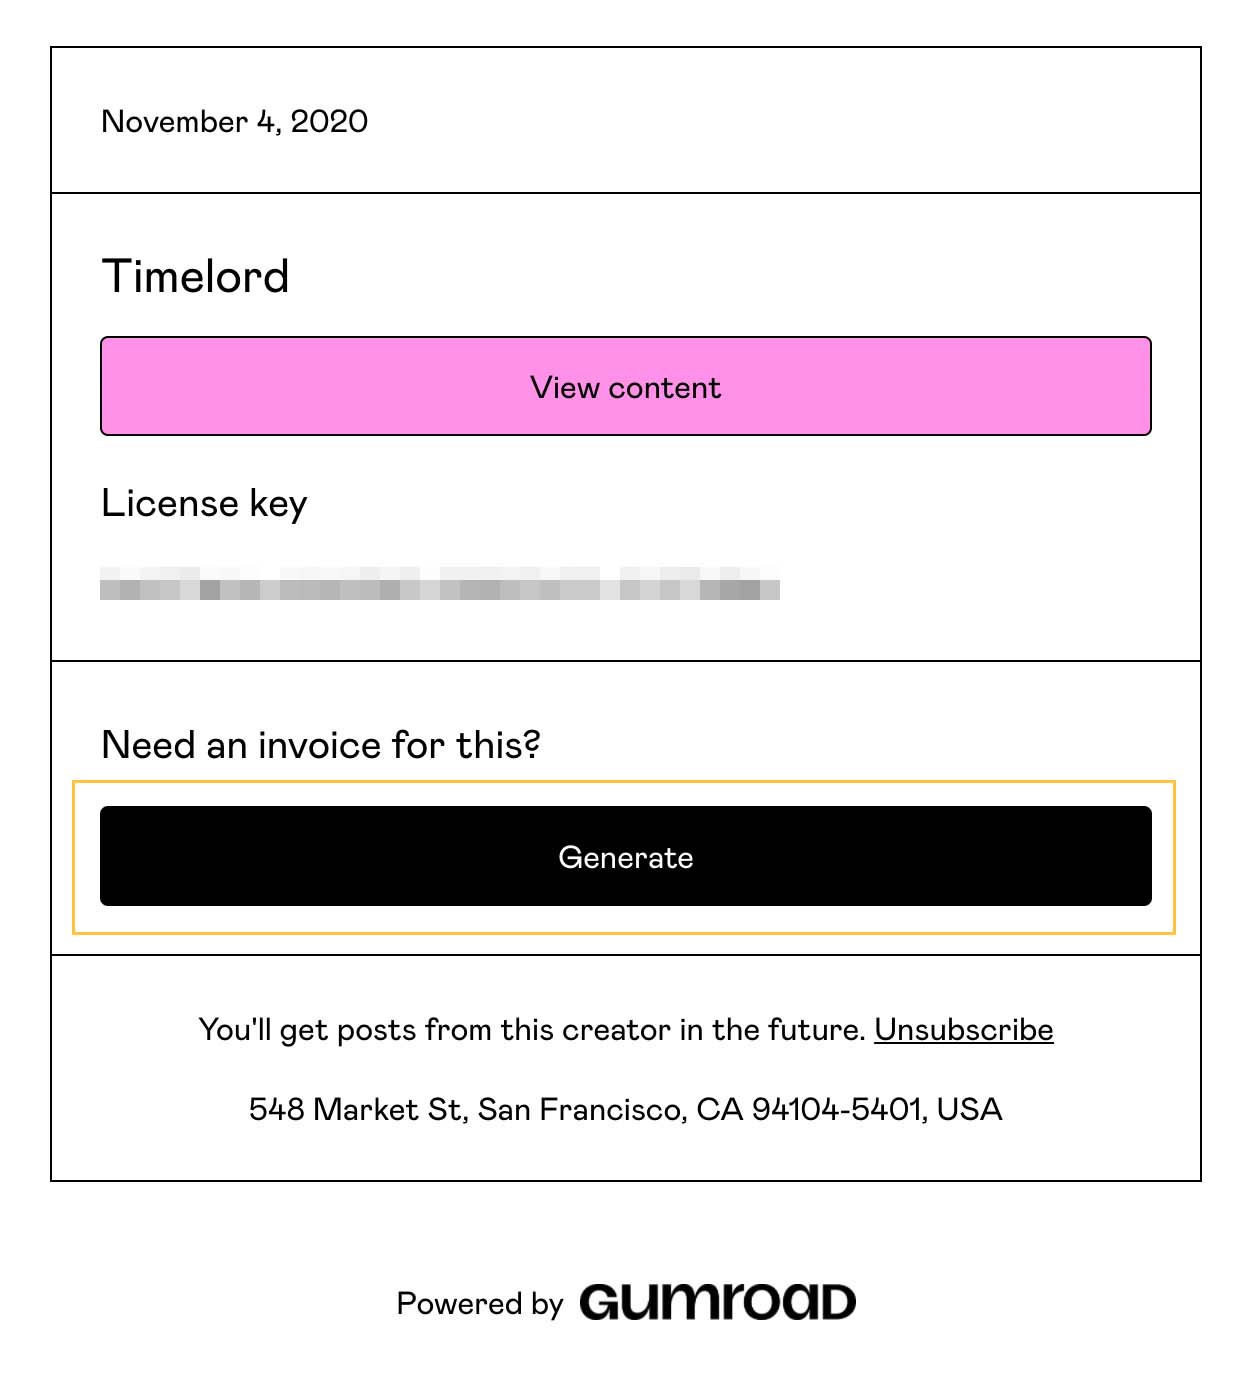 November 4, 2020
Timelord
View content
License key
Need an invoice for this?
Generate
You'll get posts from this creator in the future. Unsubscribe
548 Market St, San Francisco, CA 94104-5401, USA
Powered by GUMROAD